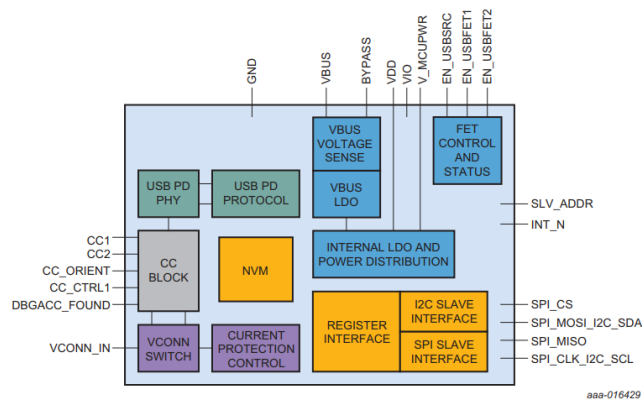 GND
VBUS
BYPASS
VDD
VIO
V_MCUPWR
EN_USBSRC
EN_USBFET1
EN_USBFET2
VBUS
VOLTAGE
SENSE
FET
CONTROL
AND
STATUS
USB PD
PHY
USB PD
PROTOCOL
VBUS
LDO
SLV_ADDR
INT_N
CC1
CC2
CC_ORIENT
CC_CTRL1
DBGACC_FOUND
CC
BLOCK
NVM
INTERNAL LDO AND
POWER DISTRIBUTION
REGISTER
INTERFACE
I2C SLAVE
INTERFACE
SPI SLAVE
INTERFACE
SPI_CS
SPI_MOSI_I2C_SDA
SPI_MISO
SPI_CLK_I2C_SCL
VCONN_IN
VCONN
SWITCH
CURRENT
PROTECTION
CONTROL
aaa-016429